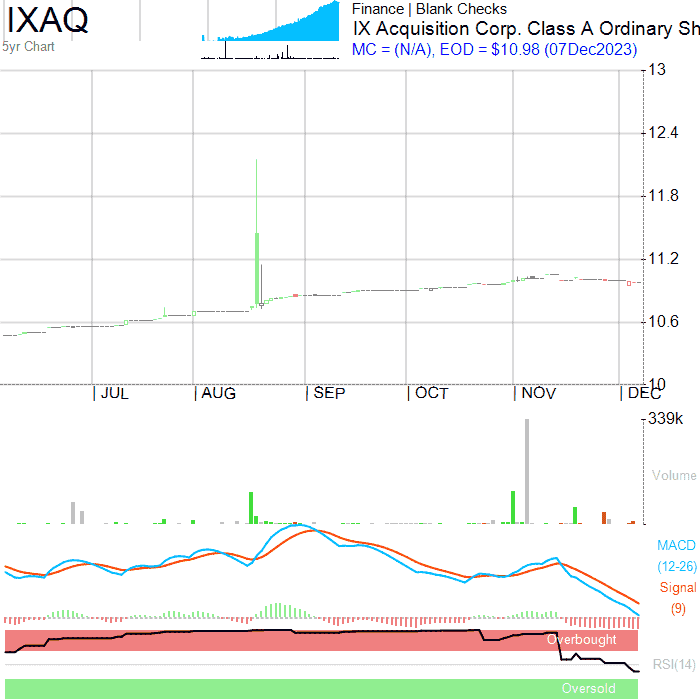 IXAQ
5yr Chart
Finance | Blank Checks
IX Acquisition Corp. Class A Ordinary Sh
MC = (N/A), EOD = $10.98 (07Dec2023)
13
12.4
11.8
11.2
10.6
10
JUL AUG SEP OCT NOV DEC
339k
Volume
MACD
(12-26)
Signal
(9)
Overbought
RSI(14)
Oversold